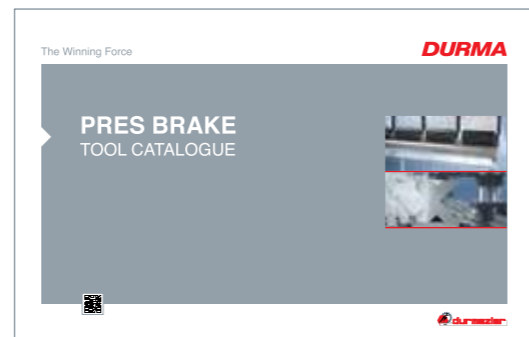 The Winning Force
DURMA
PRES BRAKE
TOOL CATALOGUE
durmazlar